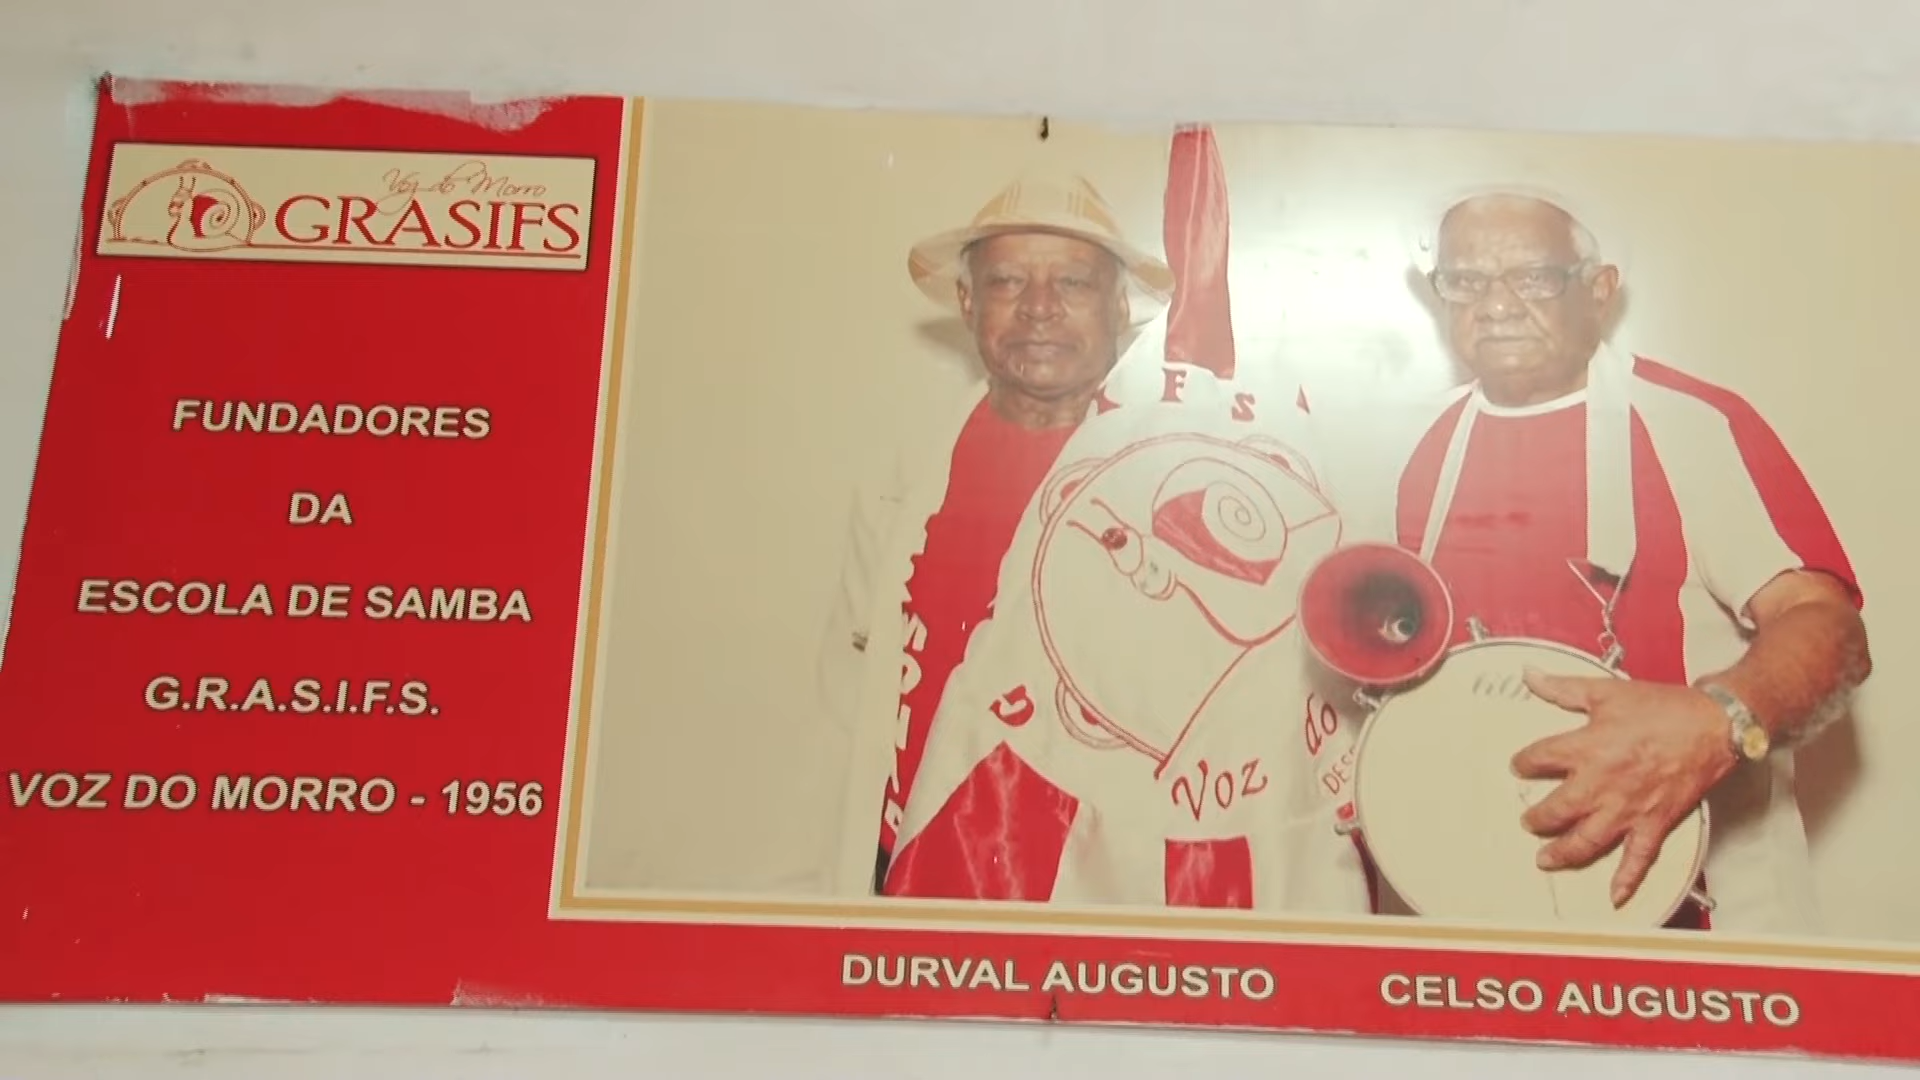 Voz do Morro
GRASIFS
FUNDADORES
DA
ESCOLA DE SAMBA
G.R.A.S.I.F.S.
VOZ DO MORRO - 1956
F S
G
Voz do
DURVAL AUGUSTO
CELSO AUGUSTO